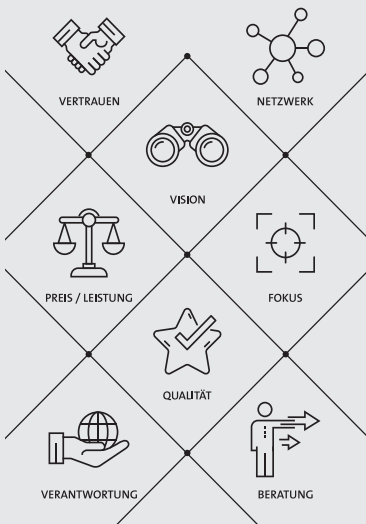 VERTRAUEN
NETZWERK
VISION
PREIS / LEISTUNG
FOKUS
QUALITÄT
VERANTWORTUNG
BERATUNG